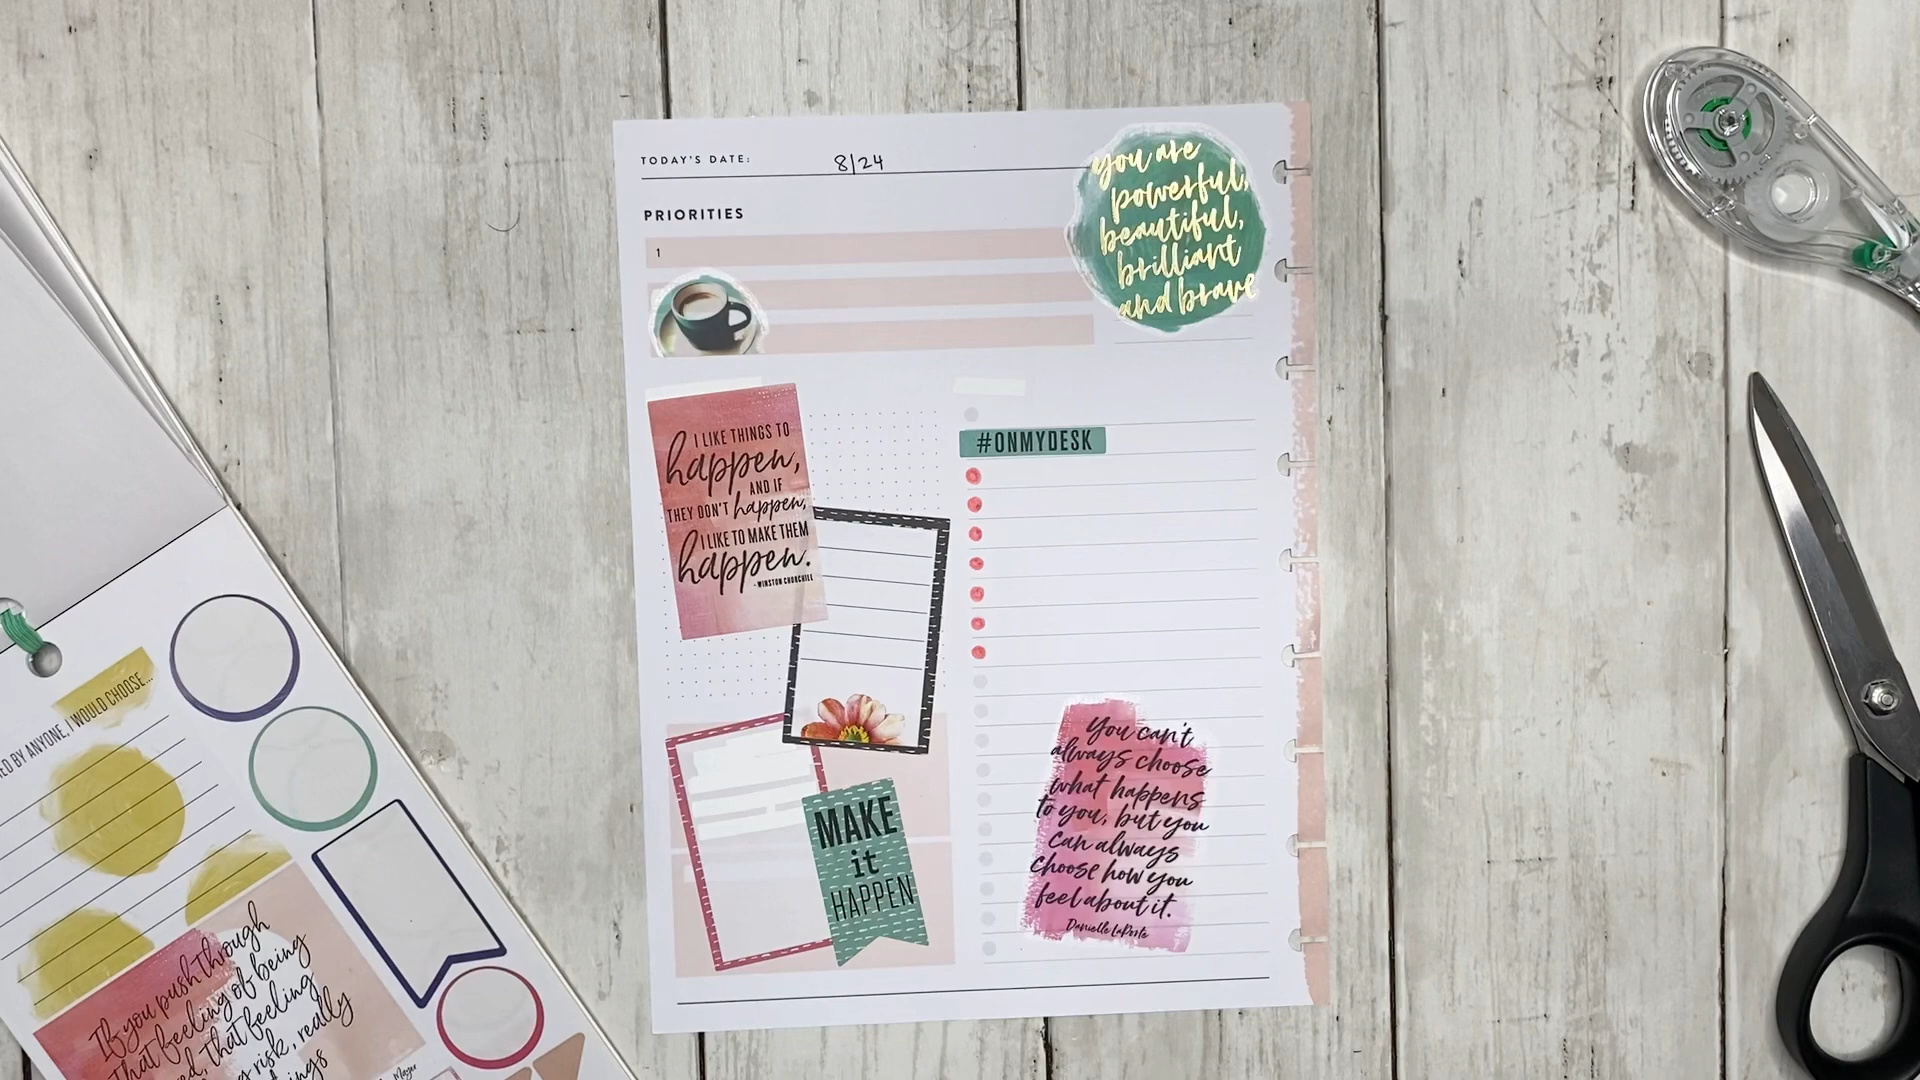 TODAY'S DATE: 8/24
PRIORITIES
1
you are
powerful,
beautiful,
brilliant
and brave
I LIKE THINGS TO
happen,
AND IF
THEY DON'T happen,
I LIKE TO MAKE THEM
happen.
- WINSTON CHURCHILL
#ONMYDESK
MAKE
it
HAPPEN
You can't
always choose
what happens
to you, but you
can always
choose how you
feel about it.
Danielle LaPorte
BY ANYONE, I WOULD CHOOSE...
If you push through
that feeling of being
that feeling
risk, really